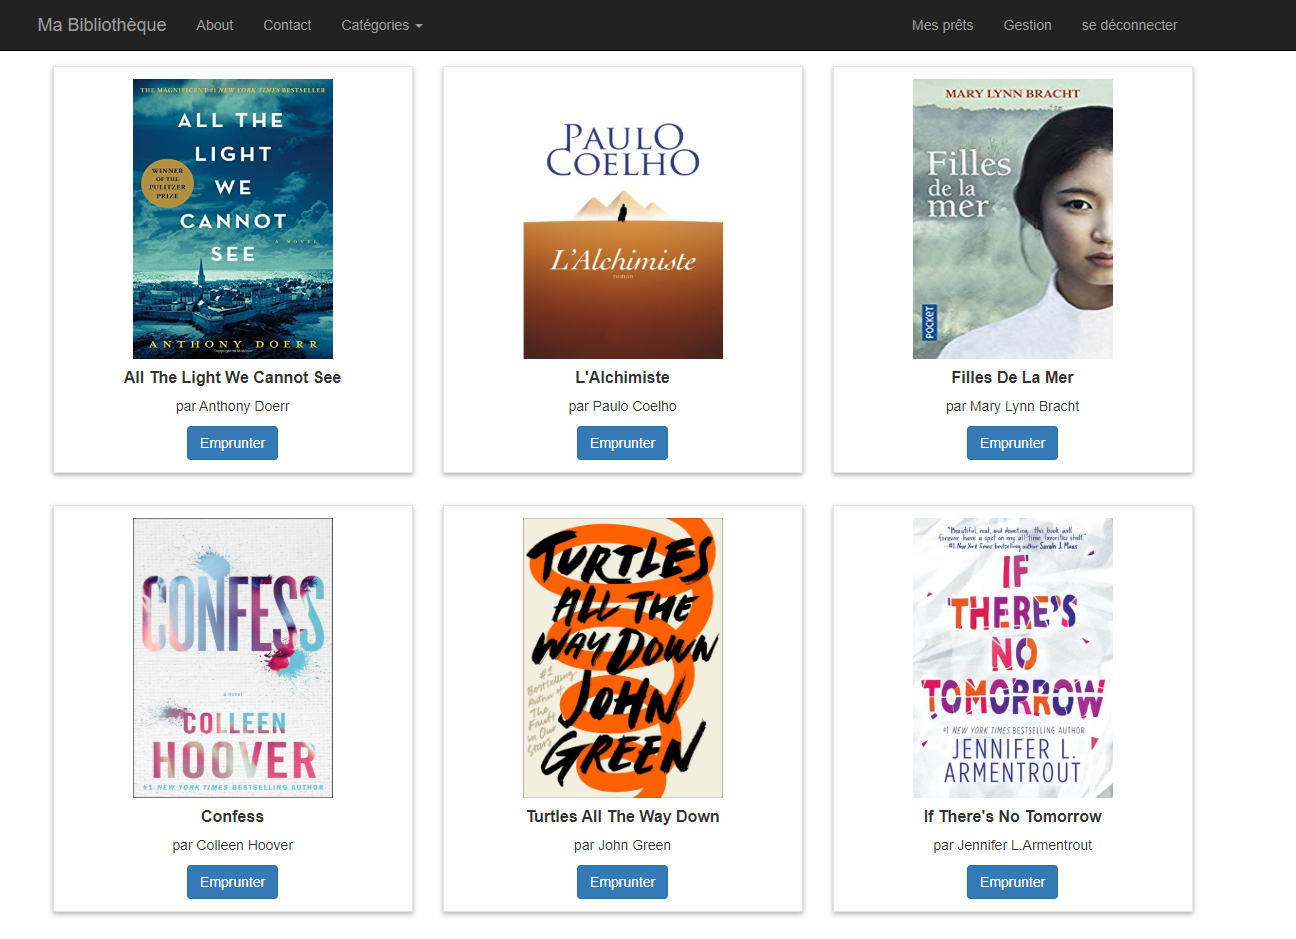 Ma Bibliothèque About Contact Catégories Mes prêts Gestion se déconnecter
THE MAGNIFICENT #1 NEW YORK TIMES BESTSELLER
ALL THE
LIGHT
WE
CANNOT
SEE
WINNER
OF THE
PULITZER
PRIZE
A NOVEL
ANTHONY DOERR
All The Light We Cannot See
par Anthony Doerr
Emprunter
PAULO
COELHO
L'Alchimiste
roman
L'Alchimiste
par Paulo Coelho
Emprunter
MARY LYNN BRACHT
Filles
de la
mer
POCKET
Filles De La Mer
par Mary Lynn Bracht
Emprunter
CONFESS
a novel
COLLEEN
HOOVER
#1 NEW YORK TIMES BESTSELLING AUTHOR
Confess
par Colleen Hoover
Emprunter
TURTLES
ALL THE
WAY DOWN
JOHN
GREEN
#1
Bestselling
Author of
The
Fault
in Our
Stars
Turtles All The Way Down
par John Green
Emprunter
"Beautiful, real, and devasting, this book will
forever have a spot on my all-time favorites shelf."
—#1 New York Times bestselling author Sarah J. Maas
IF
THERE'S
NO
TOMORROW
#1 NEW YORK TIMES BESTSELLING AUTHOR
JENNIFER L.
ARMENTROUT
If There's No Tomorrow
par Jennifer L.Armentrout
Emprunter